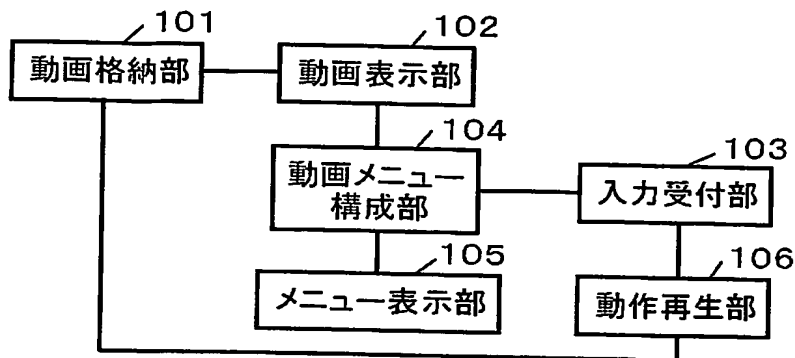 101
動画格納部
102
動画表示部
104
動画メニュー
構成部
103
入力受付部
105
メニュー表示部
106
動作再生部